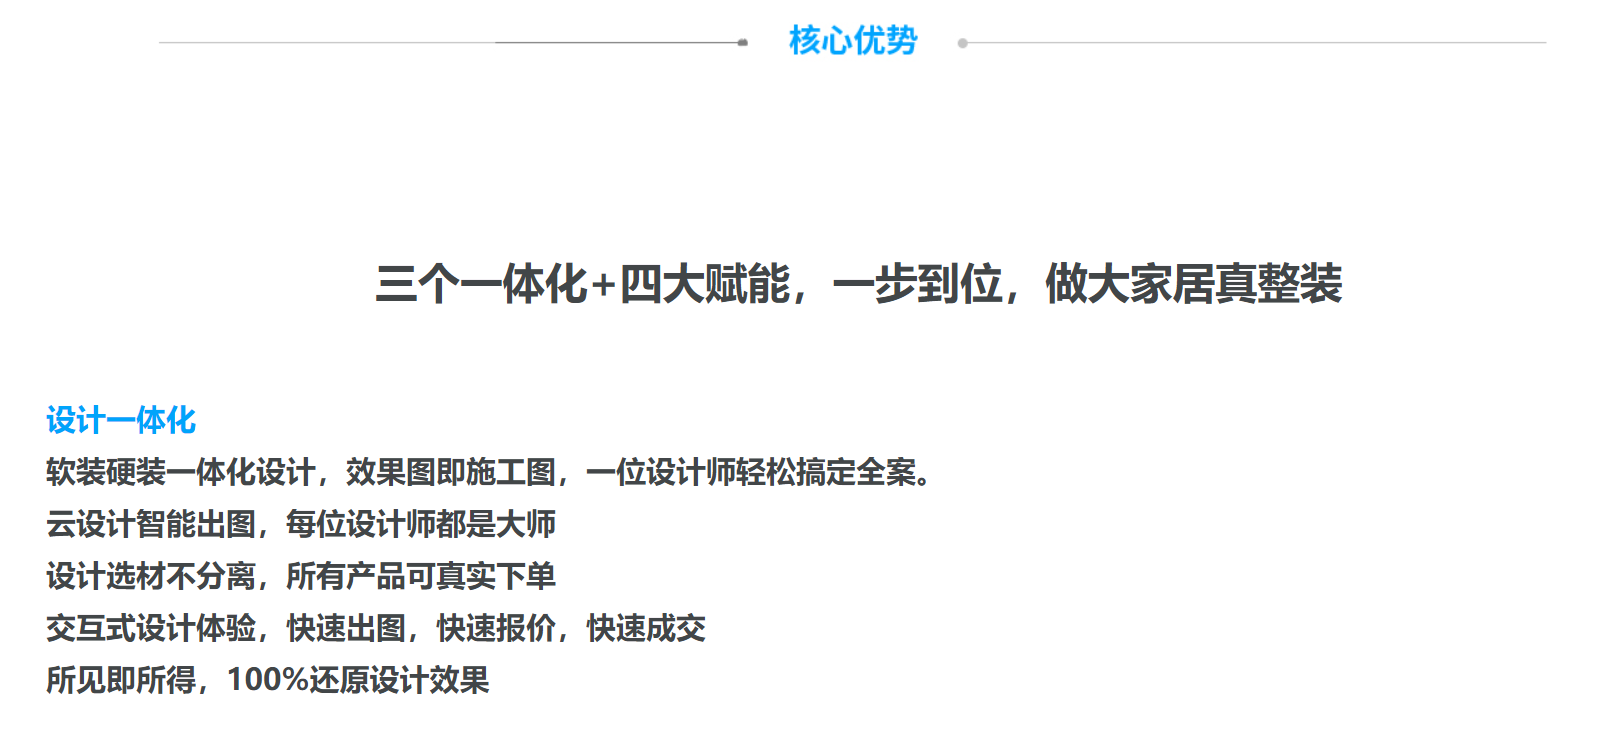 核心优势
三个一体化+四大赋能，一步到位，做大家居真整装
设计一体化
软装硬装一体化设计，效果图即施工图，一位设计师轻松搞定全案。
云设计智能出图，每位设计师都是大师
设计选材不分离，所有产品可真实下单
交互式设计体验，快速出图，快速报价，快速成交
所见即所得，100%还原设计效果